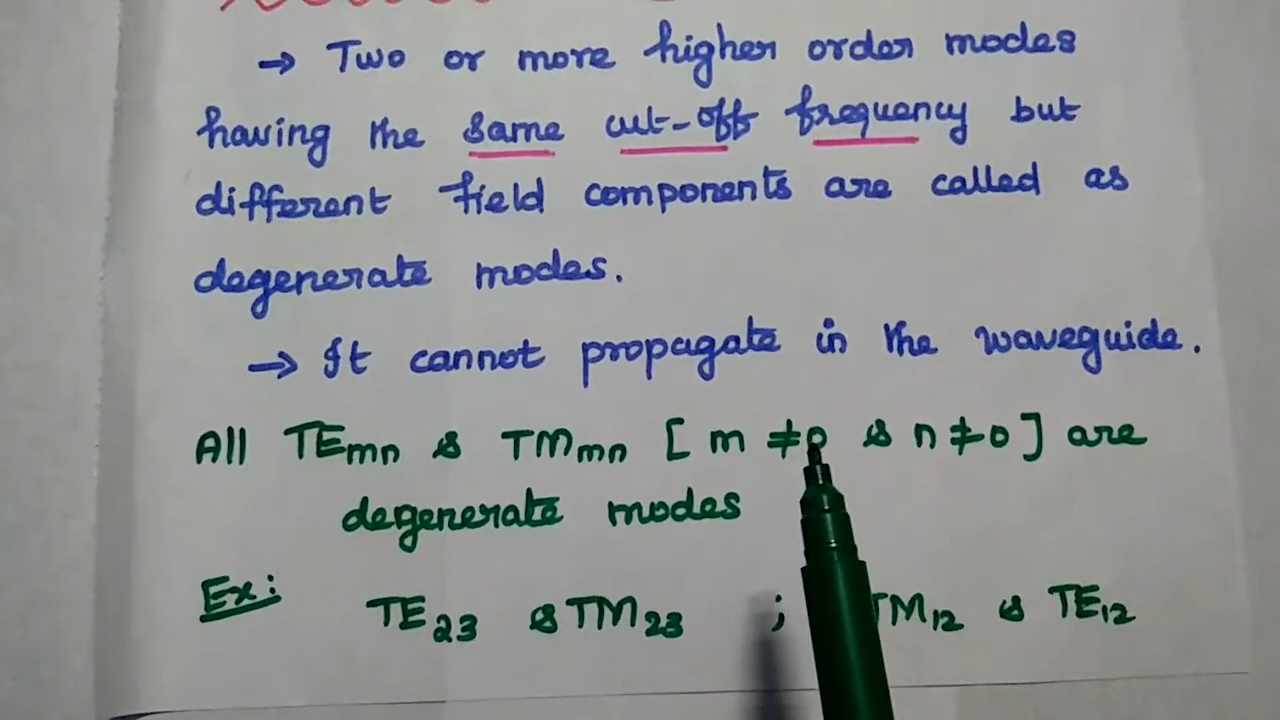 → Two or more higher order modes
having the same cut-off frequency but
different field components are called as
degenerate modes.
→ It cannot propagate in the waveguide.
All TEmn & TMmn [m ≠0 & n ≠0] are
degenerate modes
Ex: TE23 & TM23 ; TM12 & TE12